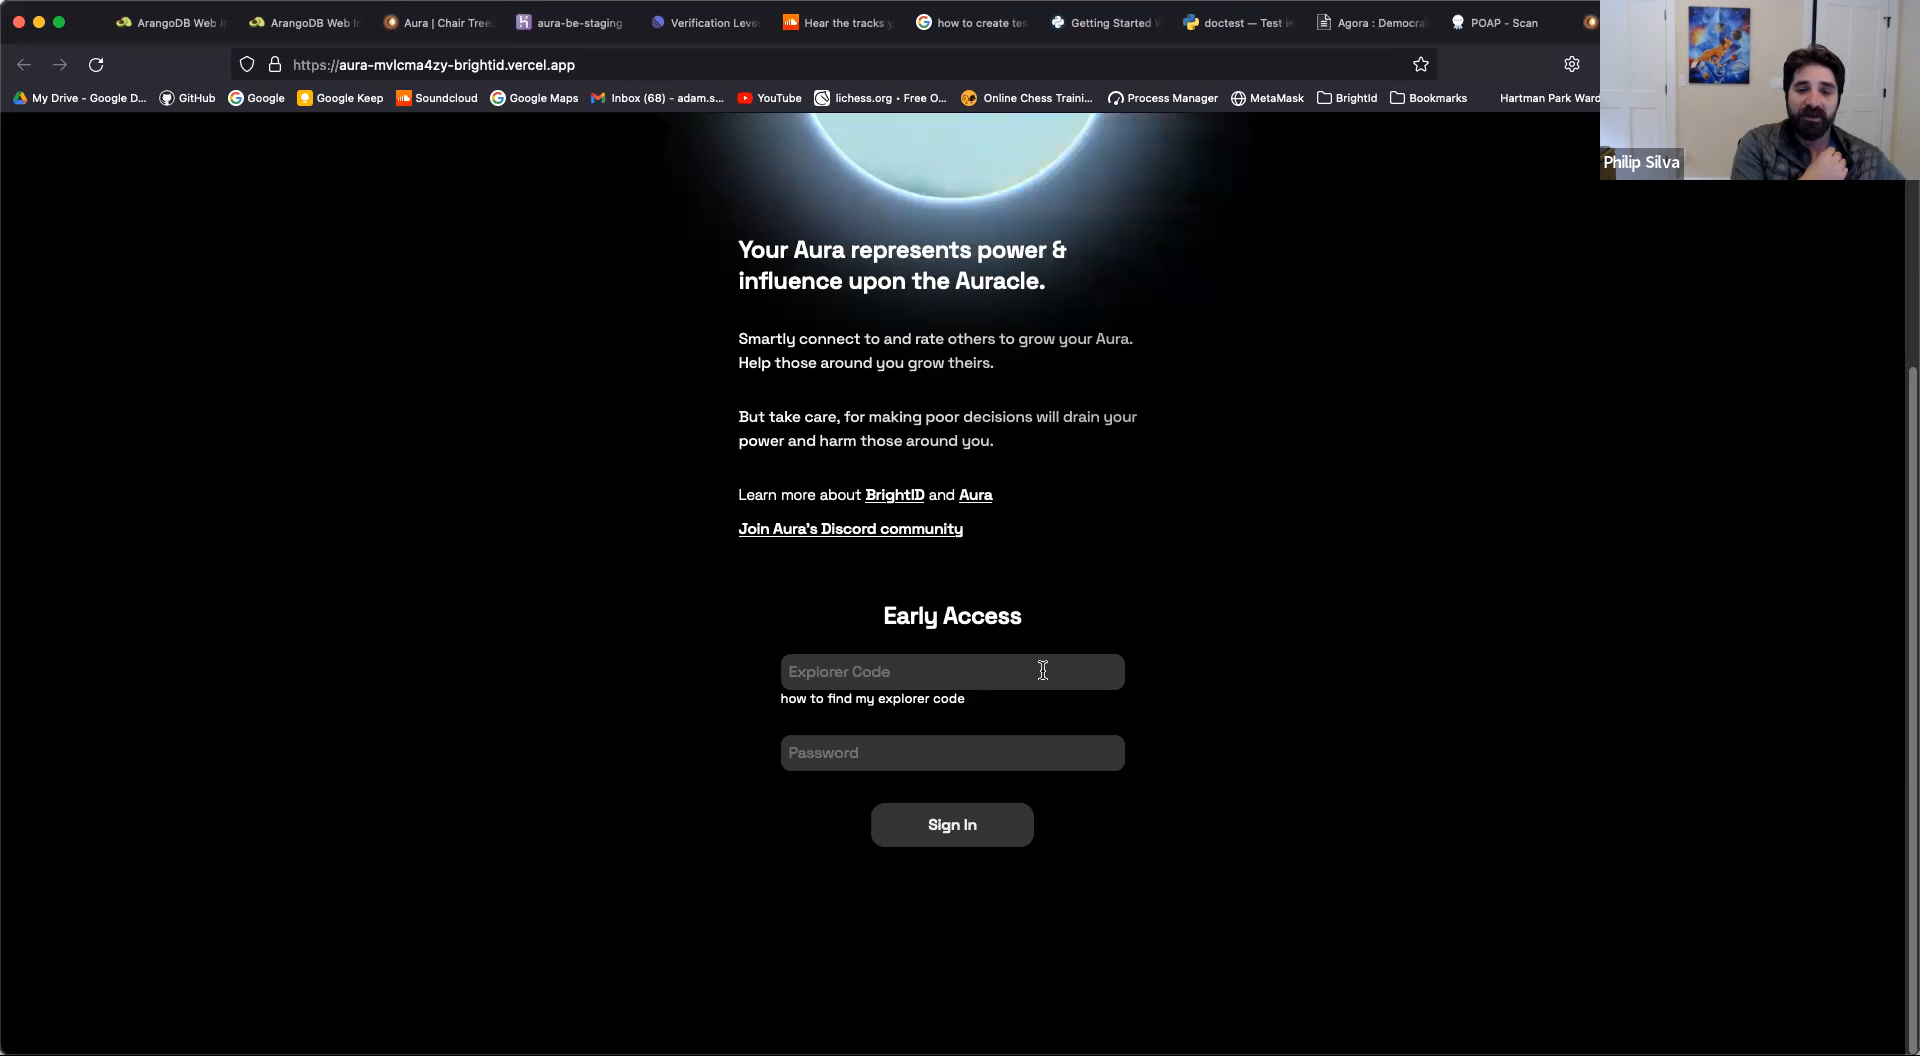 ArangoDB Web I
ArangoDB Web I
Aura | Chair Tree
aura-be-staging
Verification Leve
Hear the tracks y
how to create tes
Getting Started W
doctest — Test in
Agora : Democra
POAP - Scan
https://aura-mvlcma4zy-brightid.vercel.app
My Drive - Google D...
GitHub
Google
Google Keep
Soundcloud
Google Maps
Inbox (68) - adam.s...
YouTube
lichess.org • Free O...
Online Chess Traini...
Process Manager
MetaMask
BrightId
Bookmarks
Hartman Park Ward
Philip Silva
Your Aura represents power &
influence upon the Auracle.
Smartly connect to and rate others to grow your Aura.
Help those around you grow theirs.
But take care, for making poor decisions will drain your
power and harm those around you.
Learn more about BrightID and Aura
Join Aura's Discord community
Early Access
Explorer Code
how to find my explorer code
Password
Sign In